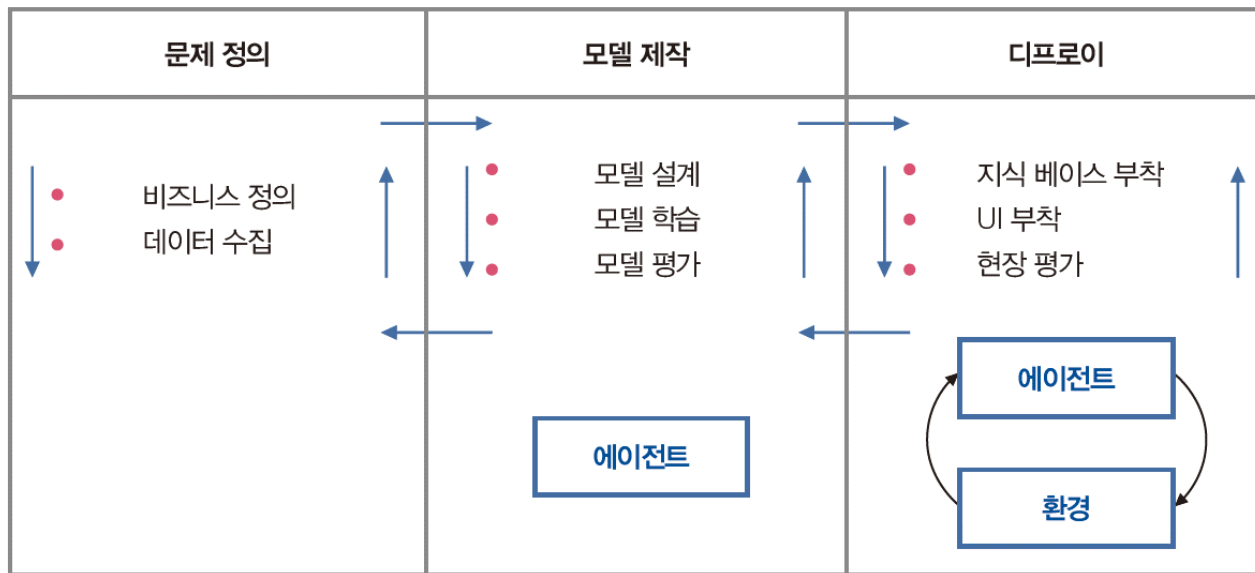 문제 정의
모델 제작
디프로이
비즈니스 정의
데이터 수집
모델 설계
모델 학습
모델 평가
지식 베이스 부착
UI 부착
현장 평가
에이전트
에이전트
환경